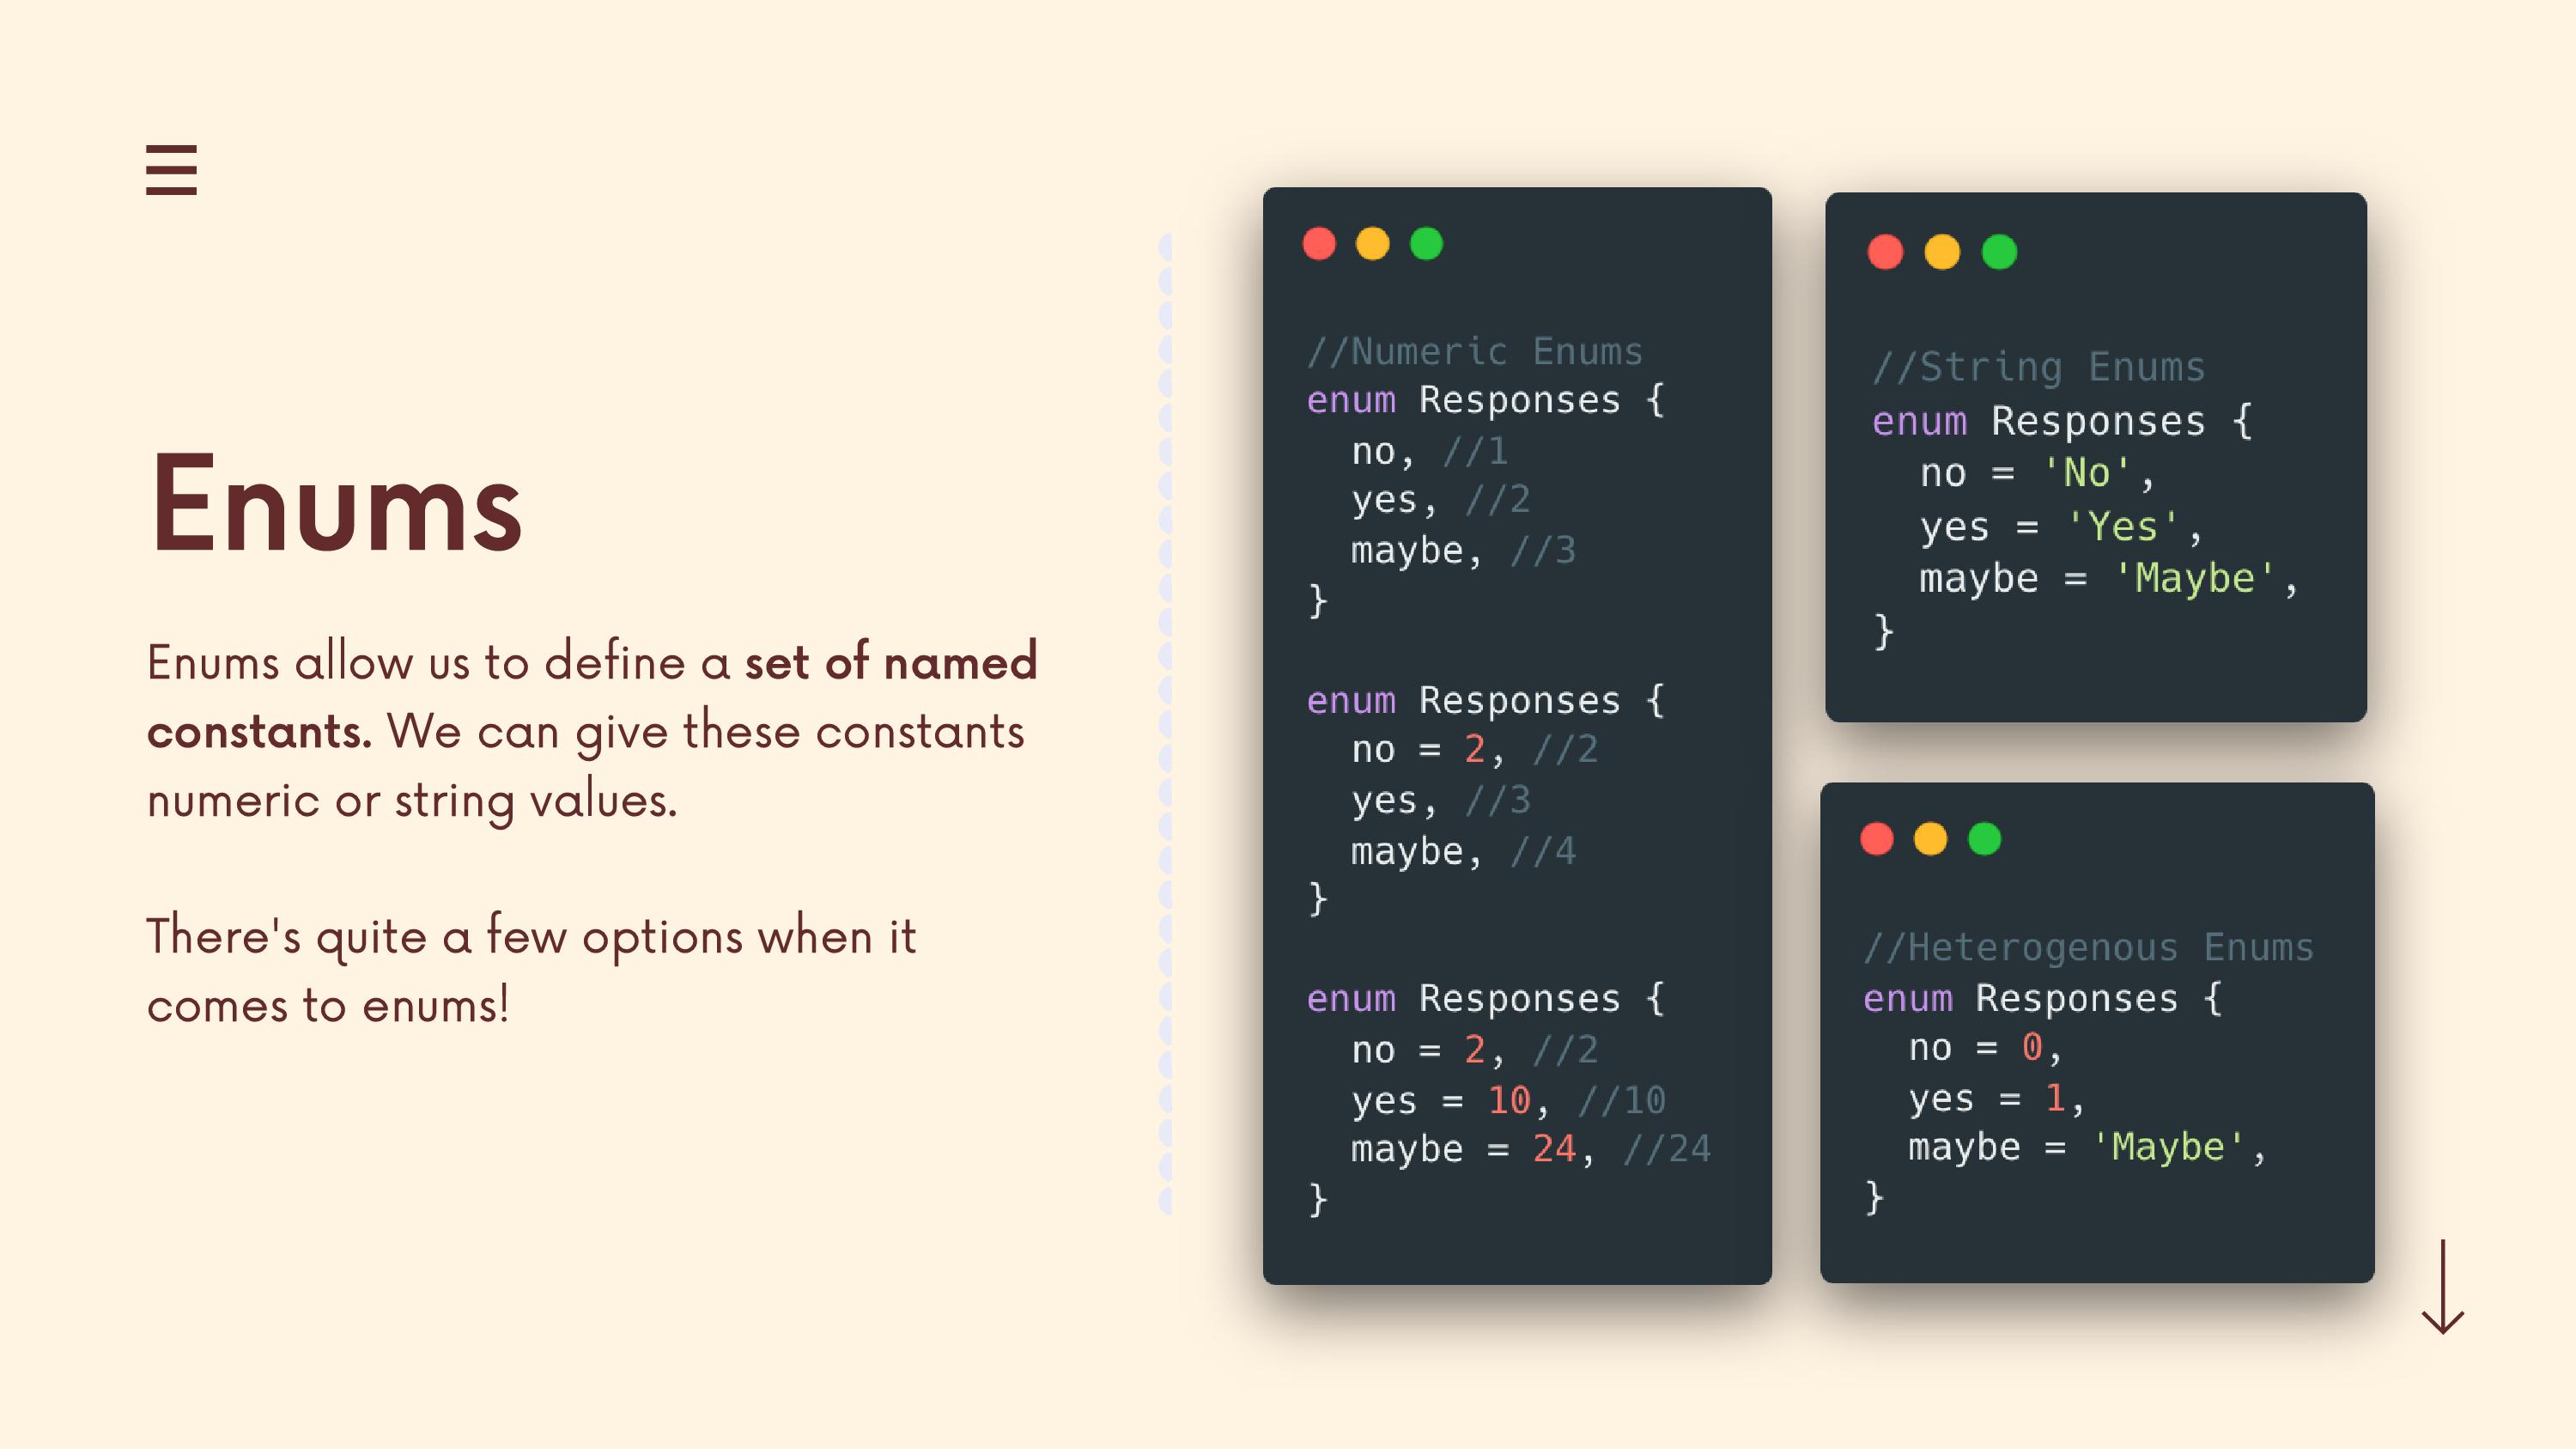 Enums
Enums allow us to define a set of named
constants. We can give these constants
numeric or string values.
There's quite a few options when it
comes to enums!
//Numeric Enums
enum Responses {
  no, //1
  yes, //2
  maybe, //3
}
enum Responses {
  no = 2, //2
  yes, //3
  maybe, //4
}
enum Responses {
  no = 2, //2
  yes = 10, //10
  maybe = 24, //24
}
//String Enums
enum Responses {
  no = 'No',
  yes = 'Yes',
  maybe = 'Maybe',
}
//Heterogenous Enums
enum Responses {
  no = 0,
  yes = 1,
  maybe = 'Maybe',
}